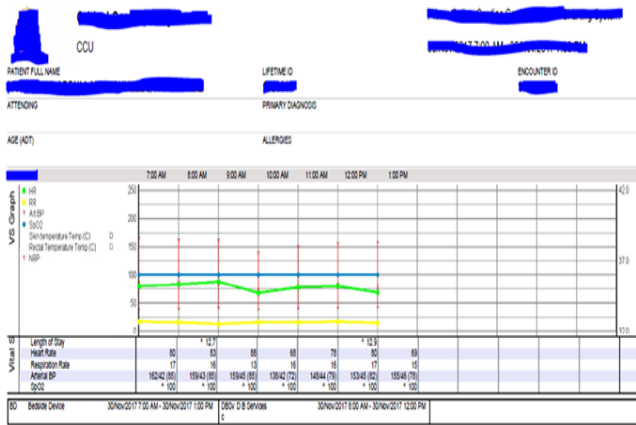 CCU
PATIENT FULL NAME LIFETIME ID ENCOUNTER ID
ATTENDING PRIMARY DIAGNOSIS
AGE (ADT) ALLERGIES
7:00 AM 8:00 AM 9:00 AM 10:00 AM 11:00 AM 12:00 PM 1:00 PM
VS Graph
HR
RR
Art BP
SpO2
Skin temperature Temp (C)
Rectal Temperature Temp (C)
NBP
250
200
150
100
50
0
42.0
37.0
32.0
Vital S
Length of Stay ^ 12.7 ^ 12.9
Heart Rate 80 83 88 68 78 80 69
Respiration Rate 17 16 13 16 16 17 15
Arterial BP 162/42 (85) 159/43 (85) 159/45 (85) 138/42 (72) 148/44 (79) 153/45 (82) 155/46 (78)
SpO2 ^ 100 ^ 100 ^ 100 ^ 100 ^ 100 ^ 100 ^ 100
BD Bedside Device 30/Nov/2017 7:00 AM - 30/Nov/2017 1:00 PM DBSv D B Services 30/Nov/2017 8:00 AM - 30/Nov/2017 12:00 PM
c